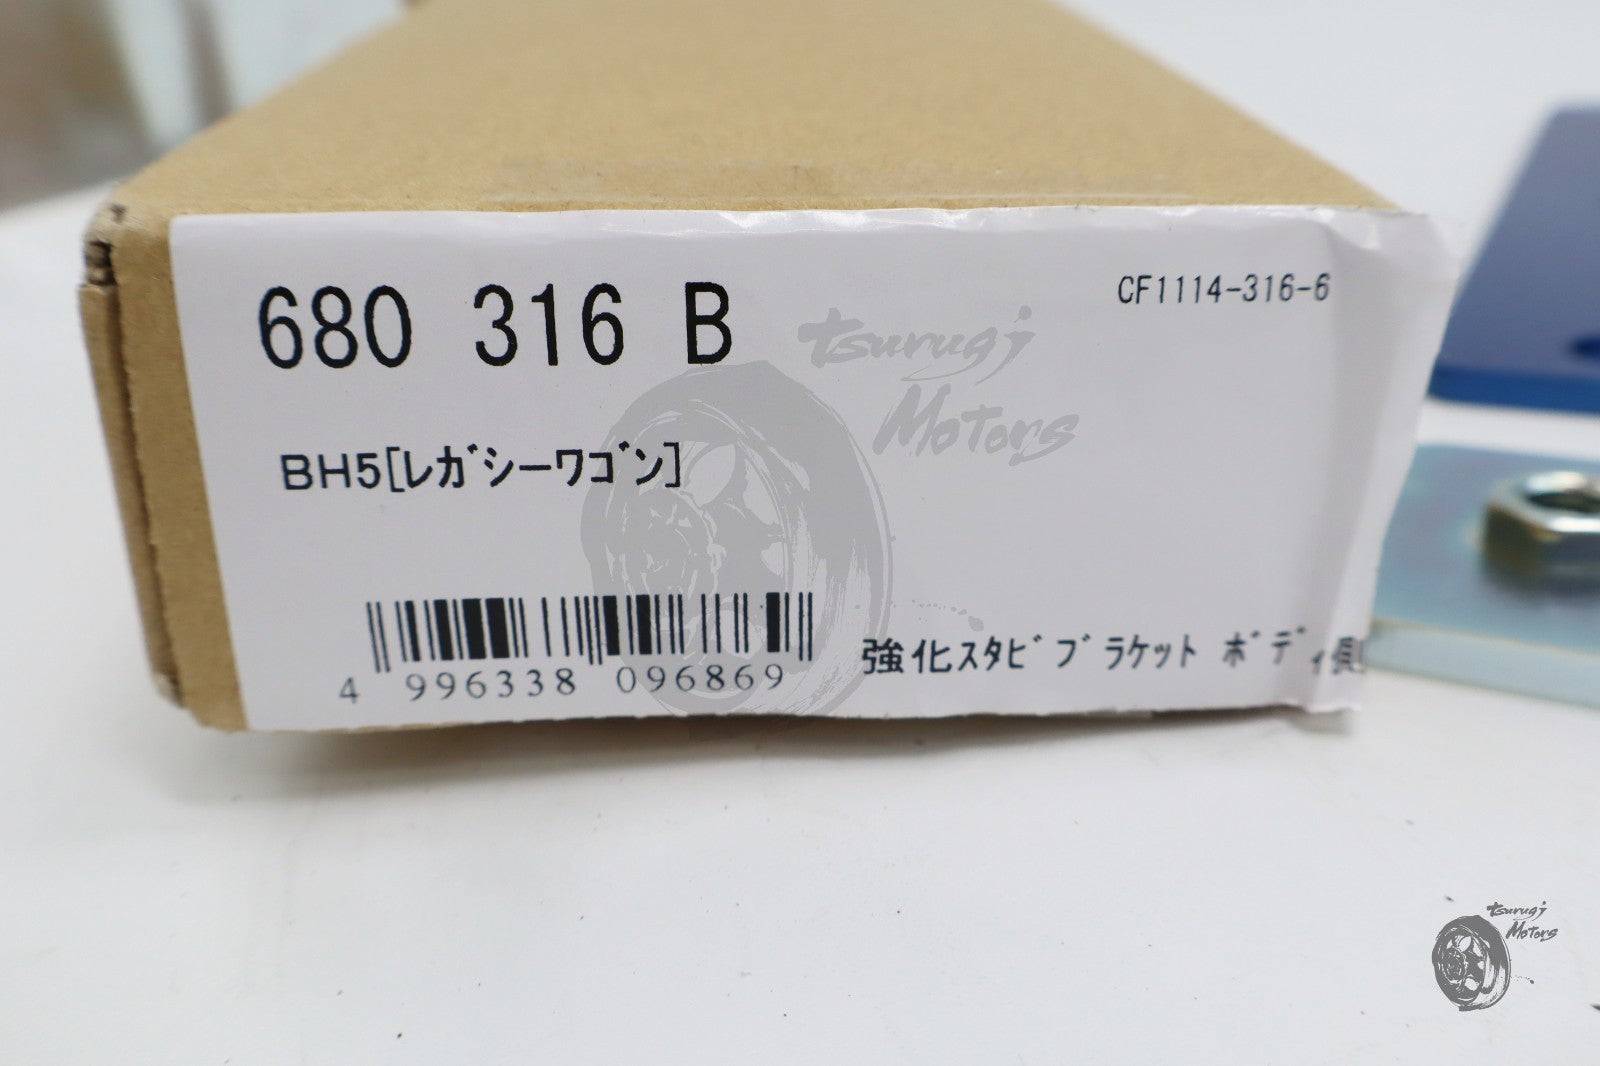 680 316 B
CF1114-316-6
tsurugi
Motors
BH5[ﾚｶﾞｼｰﾜｺﾞﾝ]
4 996338 096869
強化ｽﾀﾋﾞﾌﾞﾗｹｯﾄ ﾎﾞﾃﾞｨ側
tsurugi
Motors